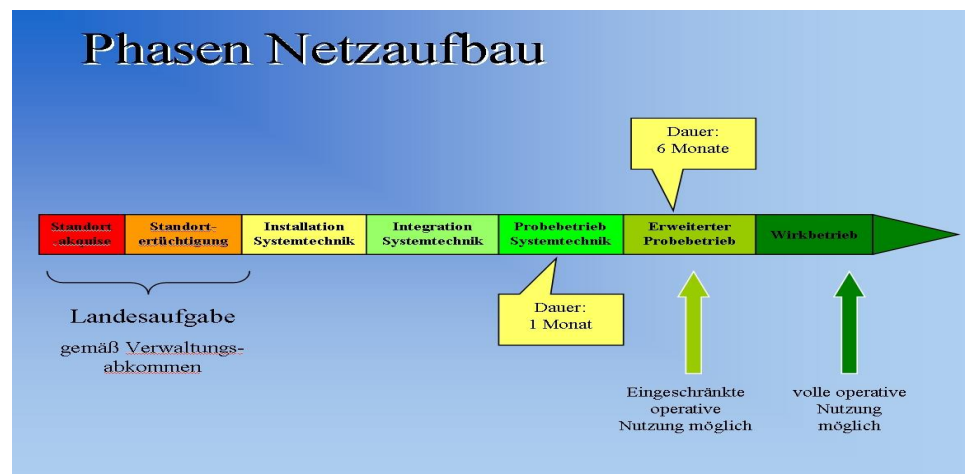 Phasen Netzaufbau
Dauer:
6 Monate
Standort
-akquise
Standort-
ertüchtigung
Installation
Systemtechnik
Integration
Systemtechnik
Probebetrieb
Systemtechnik
Erweiterter
Probebetrieb
Wirkbetrieb
Landesaufgabe
gemäß Verwaltungs-
abkommen
Dauer:
1 Monat
Eingeschränkte
operative
Nutzung möglich
volle operative
Nutzung
möglich